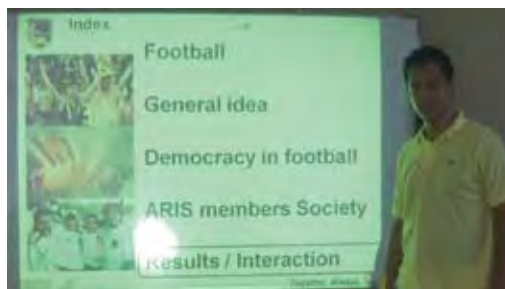 Index
Football
General idea
Democracy in football
ARIS members Society
Results / Interaction